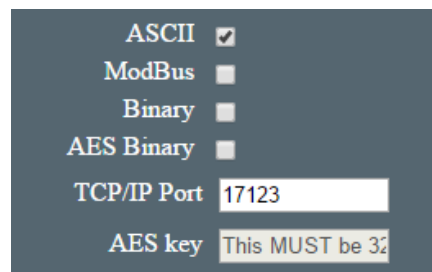 ASCII
ModBus
Binary
AES Binary
TCP/IP Port 17123
AES key This MUST be 32